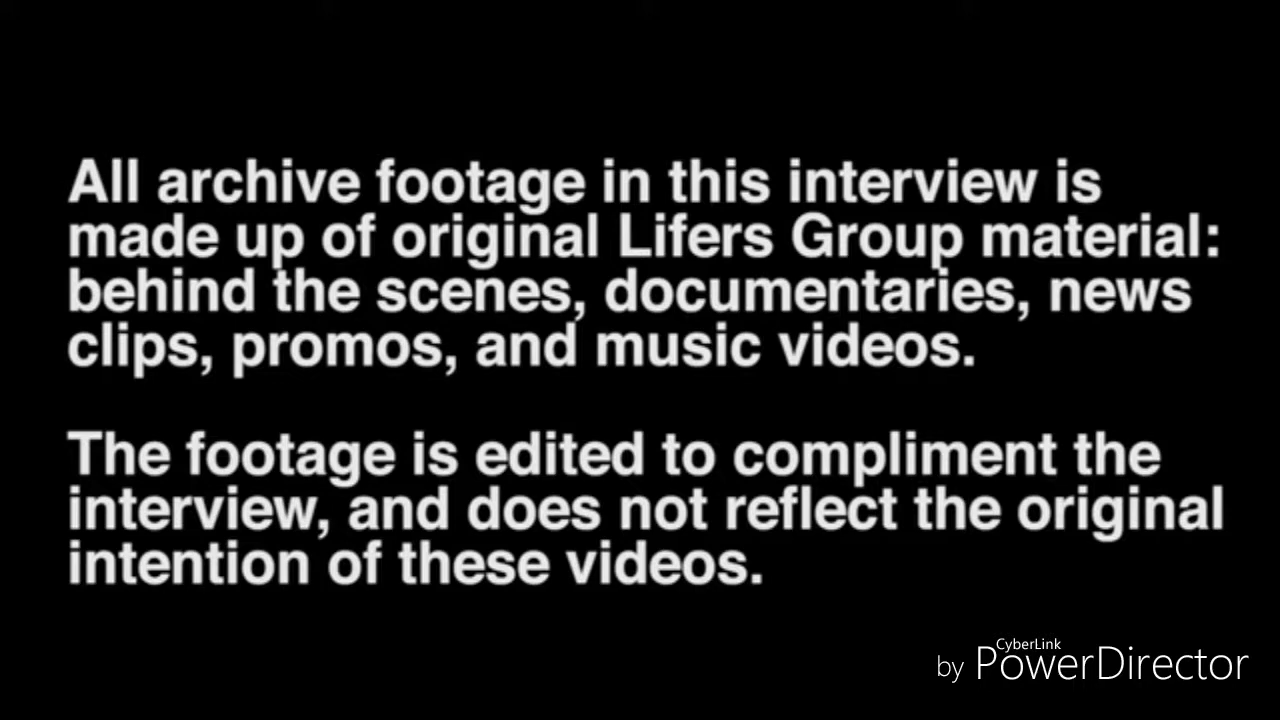 All archive footage in this interview is
made up of original Lifers Group material:
behind the scenes, documentaries, news
clips, promos, and music videos.
The footage is edited to compliment the
interview, and does not reflect the original
intention of these videos.
CyberLink
by PowerDirector